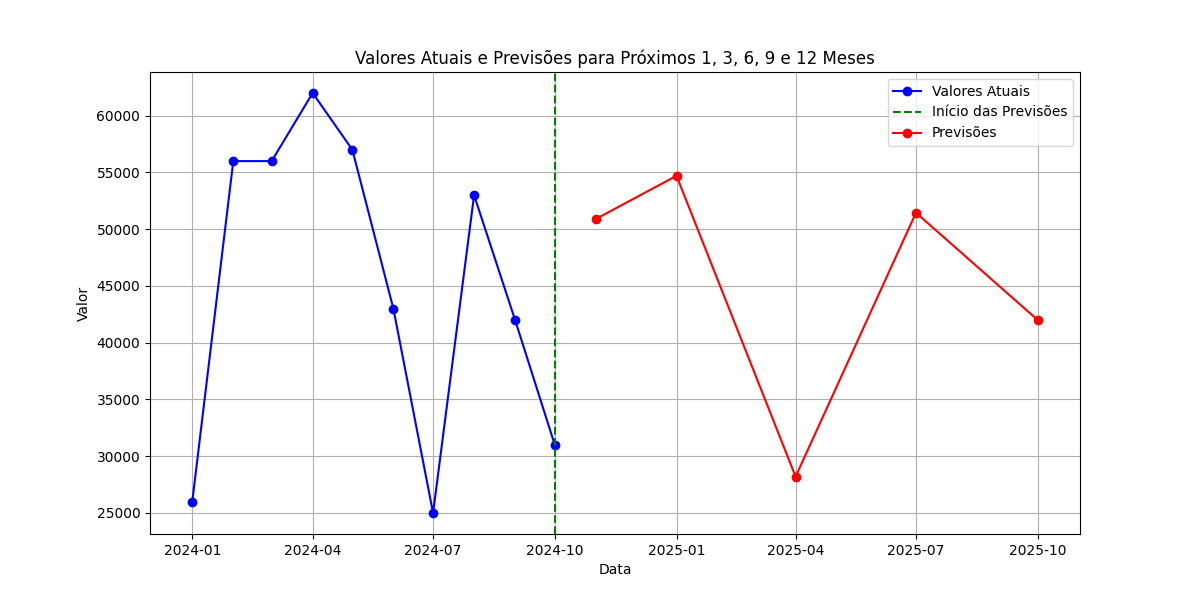 Valores Atuais e Previsões para Próximos 1, 3, 6, 9 e 12 Meses
Valores Atuais
Início das Previsões
Previsões
60000
55000
50000
45000
40000
35000
30000
25000
Valor
2024-01 2024-04 2024-07 2024-10 2025-01 2025-04 2025-07 2025-10
Data